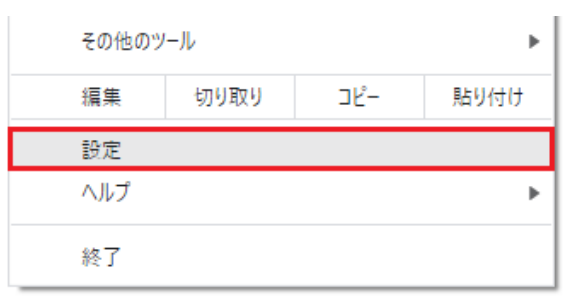 その他のツール
編集 切り取り コピー 貼り付け
設定
ヘルプ
終了